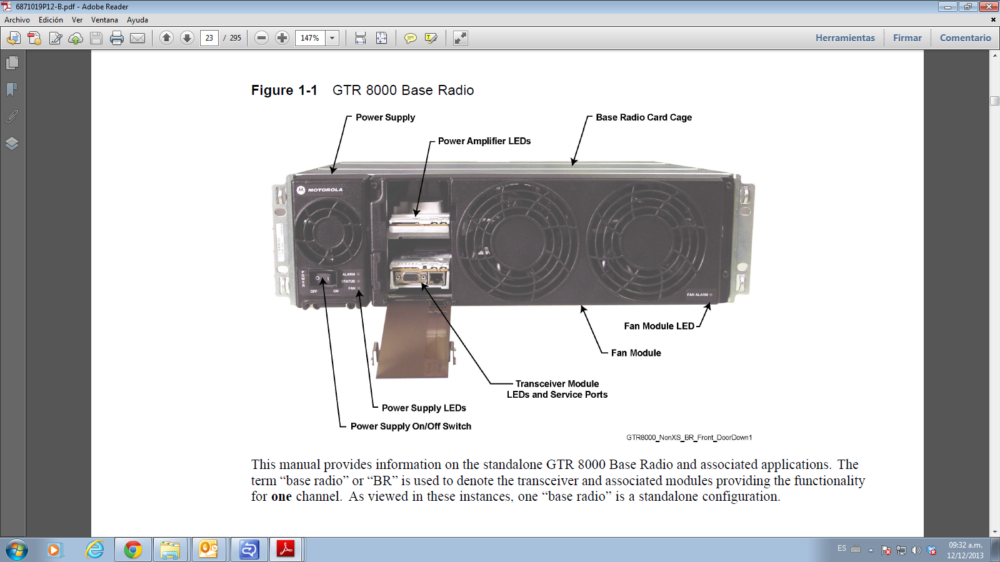 6871019P12-B.pdf - Adobe Reader
Archivo Edición Ver Ventana Ayuda
23 / 295 147% Herramientas Firmar Comentario
Figure 1-1 GTR 8000 Base Radio
Power Supply
Base Radio Card Cage
Power Amplifier LEDs
MOTOROLA
POWER
ALARM
STATUS
FAN
OFF ON
FAN ALARM
Fan Module LED
Fan Module
Transceiver Module
LEDs and Service Ports
Power Supply LEDs
Power Supply On/Off Switch
GTR8000_NonXS_BR_Front_DoorDown1
This manual provides information on the standalone GTR 8000 Base Radio and associated applications. The
term “base radio” or “BR” is used to denote the transceiver and associated modules providing the functionality
for one channel. As viewed in these instances, one “base radio” is a standalone configuration.
ES
09:32 a.m.
12/12/2013